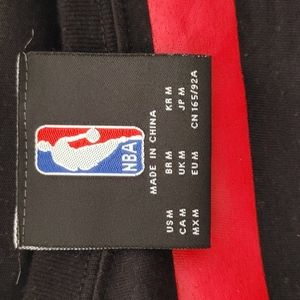 NBA
MADE IN CHINA
US M BR M KR M
CA M UK M JP M
MX M EU M CN 165/92A